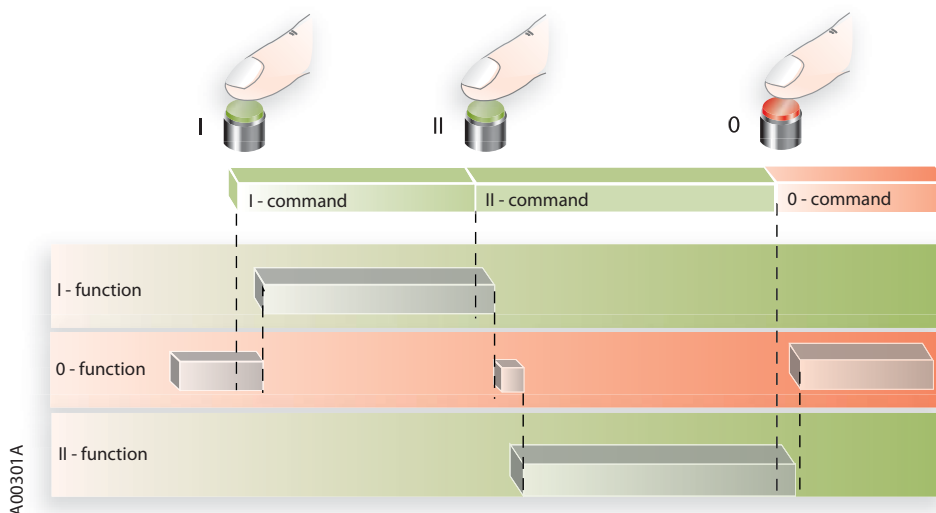 I
II
0
I - command
II - command
0 - command
I - function
0 - function
II - function
A00301A